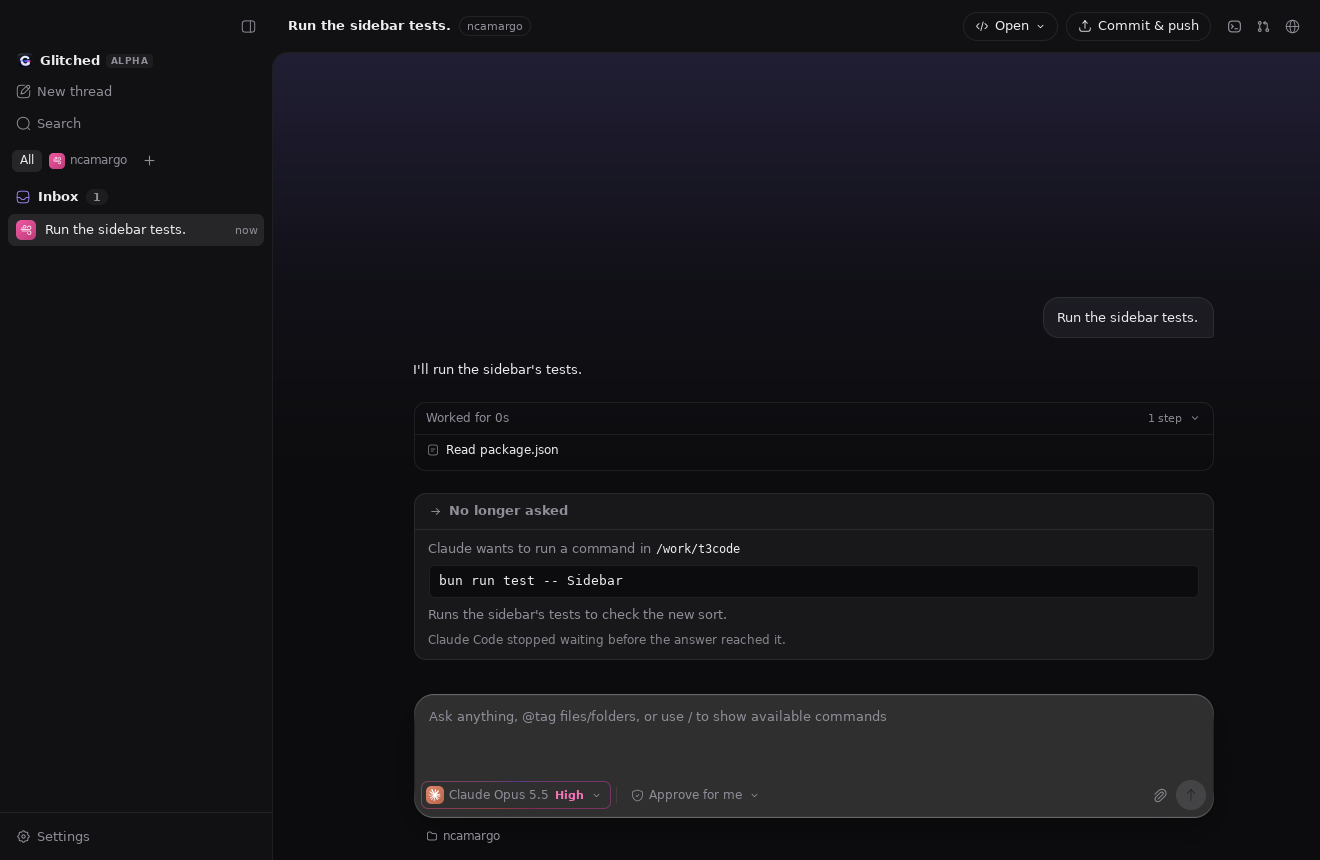 Run the sidebar tests. ncamargo
Open
Commit & push
Glitched ALPHA
New thread
Search
All ncamargo
Inbox 1
Run the sidebar tests. now
Run the sidebar tests.
I'll run the sidebar's tests.
Worked for 0s 1 step
Read package.json
No longer asked
Claude wants to run a command in /work/t3code
bun run test -- Sidebar
Runs the sidebar's tests to check the new sort.
Claude Code stopped waiting before the answer reached it.
Ask anything, @tag files/folders, or use / to show available commands
Claude Opus 5.5 High Approve for me
ncamargo
Settings